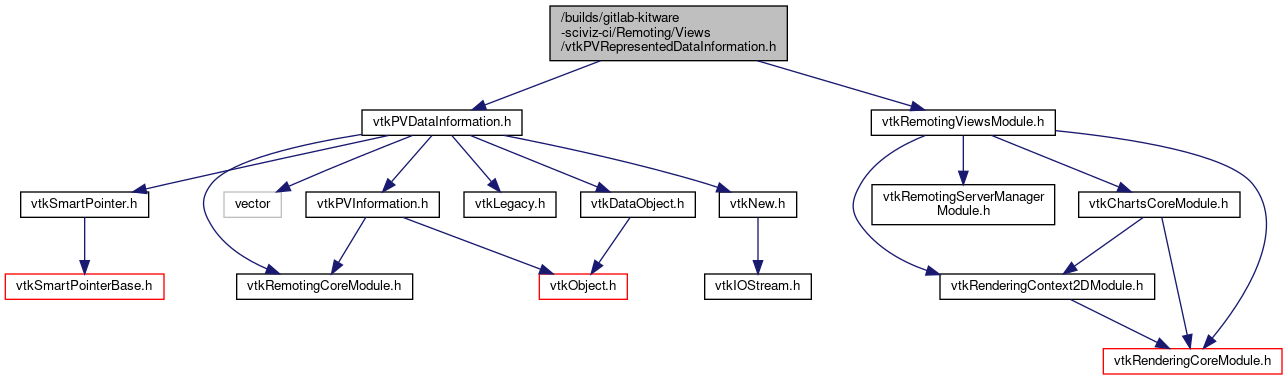 /builds/gitlab-kitware
-sciviz-ci/Remoting/Views
/vtkPVRepresentedDataInformation.h
vtkPVDataInformation.h
vtkRemotingViewsModule.h
vtkSmartPointer.h
vector
vtkPVInformation.h
vtkLegacy.h
vtkDataObject.h
vtkNew.h
vtkRemotingServerManager
Module.h
vtkChartsCoreModule.h
vtkSmartPointerBase.h
vtkRemotingCoreModule.h
vtkObject.h
vtkIOStream.h
vtkRenderingContext2DModule.h
vtkRenderingCoreModule.h